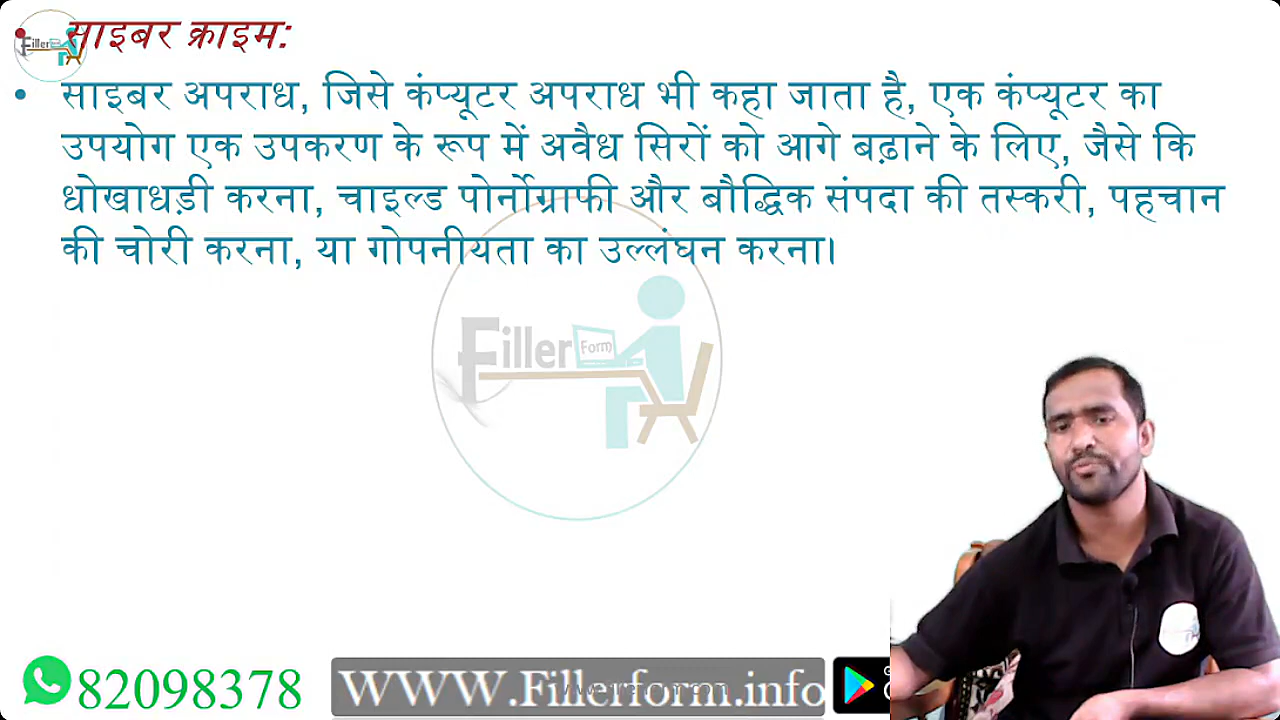 साइबर क्राइम:
साइबर अपराध, जिसे कंप्यूटर अपराध भी कहा जाता है, एक कंप्यूटर का
उपयोग एक उपकरण के रूप में अवैध सिरों को आगे बढ़ाने के लिए, जैसे कि
धोखाधड़ी करना, चाइल्ड पोर्नोग्राफी और बौद्धिक संपदा की तस्करी, पहचान
की चोरी करना, या गोपनीयता का उल्लंघन करना।
Filler Form
82098378
WWW.Fillerform.info